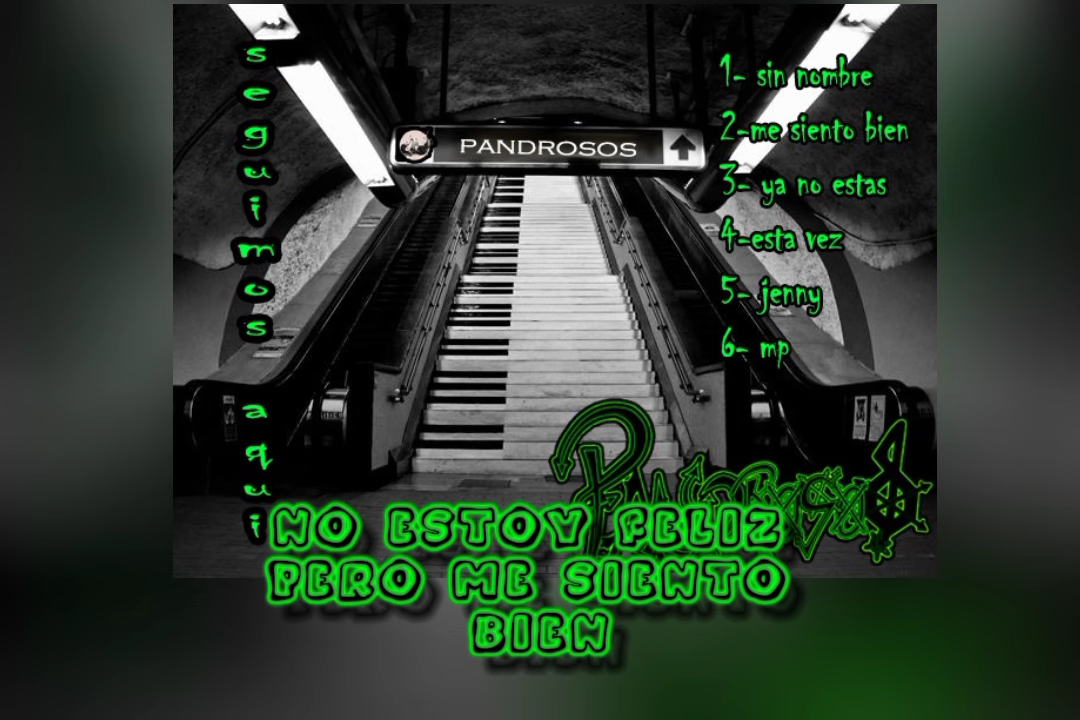 seguimos aqui
PANDROSOS
1- sin nombre
2-me siento bien
3- ya no estas
4-esta vez
5- jenny
6- mp
NO ESTOY FELIZ
PERO ME SIENTO
BIEN